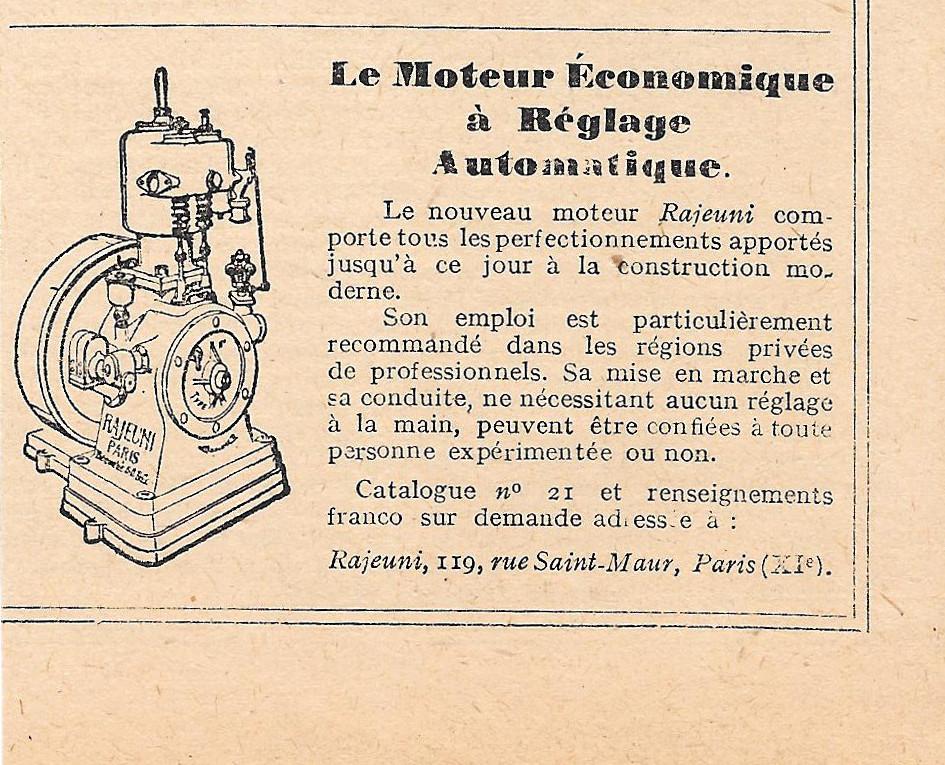 Le Moteur Économique
à Réglage
Automatique.
Le nouveau moteur Rajeuni com-
porte tous les perfectionnements apportés
jusqu'à ce jour à la construction mo-
derne.
Son emploi est particulièrement
recommandé dans les régions privées
de professionnels. Sa mise en marche et
sa conduite, ne nécessitant aucun réglage
à la main, peuvent être confiées à toute
personne expérimentée ou non.
Catalogue nº 21 et renseignements
franco sur demande adressée à :
Rajeuni, 119, rue Saint-Maur, Paris (XIe).
RAJEUNI
PARIS